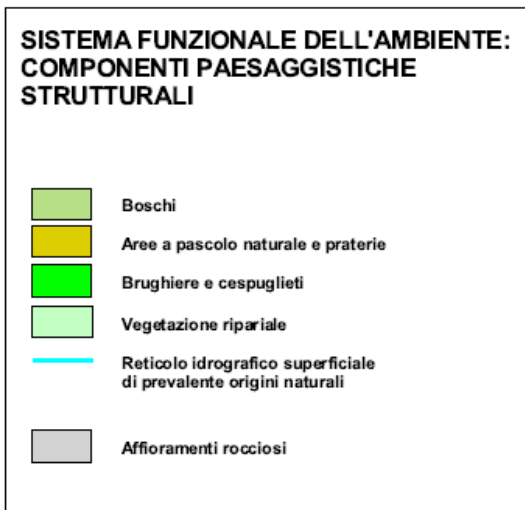 SISTEMA FUNZIONALE DELL'AMBIENTE:
COMPONENTI PAESAGGISTICHE
STRUTTURALI
Boschi
Aree a pascolo naturale e praterie
Brughiere e cespuglieti
Vegetazione ripariale
Reticolo idrografico superficiale
di prevalente origini naturali
Affioramenti rocciosi